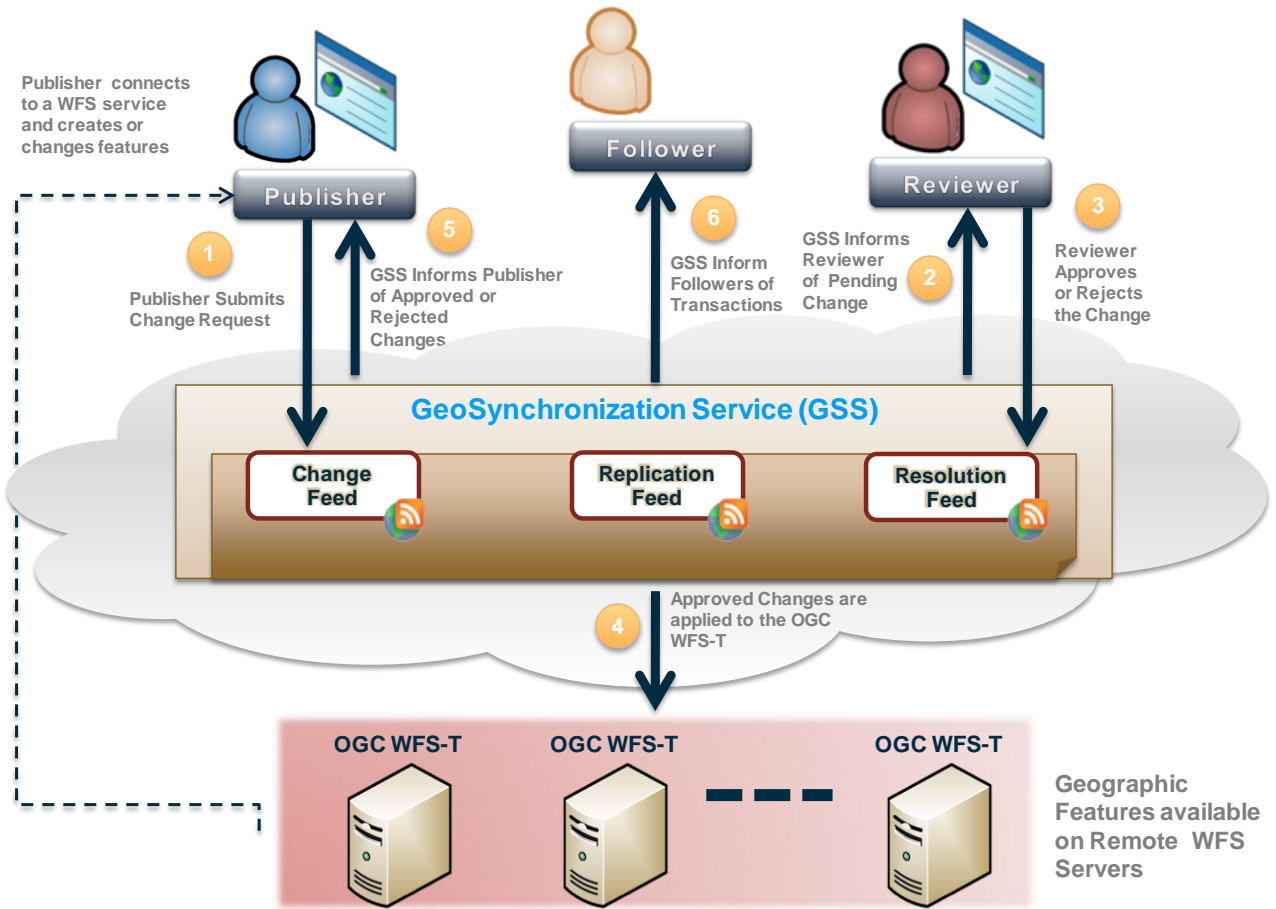 Publisher connects
to a WFS service
and creates or
changes features
Publisher
Follower
Reviewer
1
Publisher Submits
Change Request
5
GSS Informs Publisher
of Approved or
Rejected
Changes
6
GSS Inform
Followers of
Transactions
GSS Informs
Reviewer
of Pending
Change
2
3
Reviewer
Approves
or Rejects
the Change
GeoSynchronization Service (GSS)
Change
Feed
Replication
Feed
Resolution
Feed
4
Approved Changes are
applied to the OGC
WFS-T
OGC WFS-T
OGC WFS-T
OGC WFS-T
Geographic
Features available
on Remote WFS
Servers